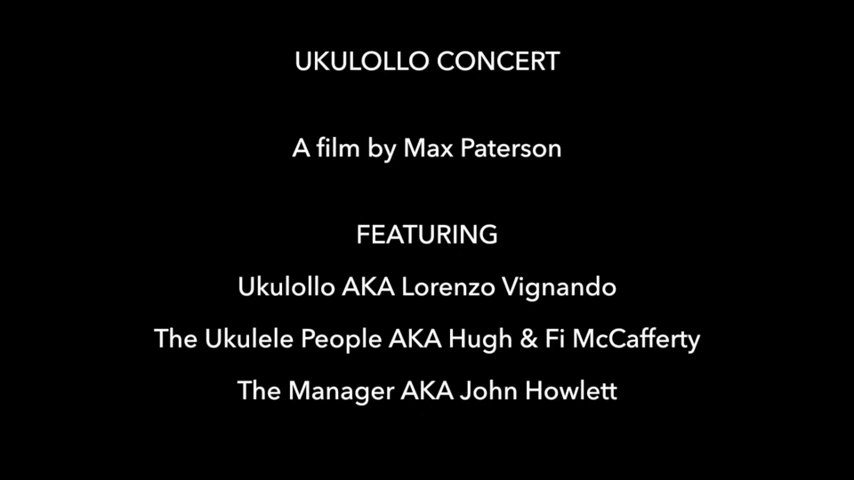 UKULOLLO CONCERT
A film by Max Paterson
FEATURING
Ukulollo AKA Lorenzo Vignando
The Ukulele People AKA Hugh & Fi McCafferty
The Manager AKA John Howlett